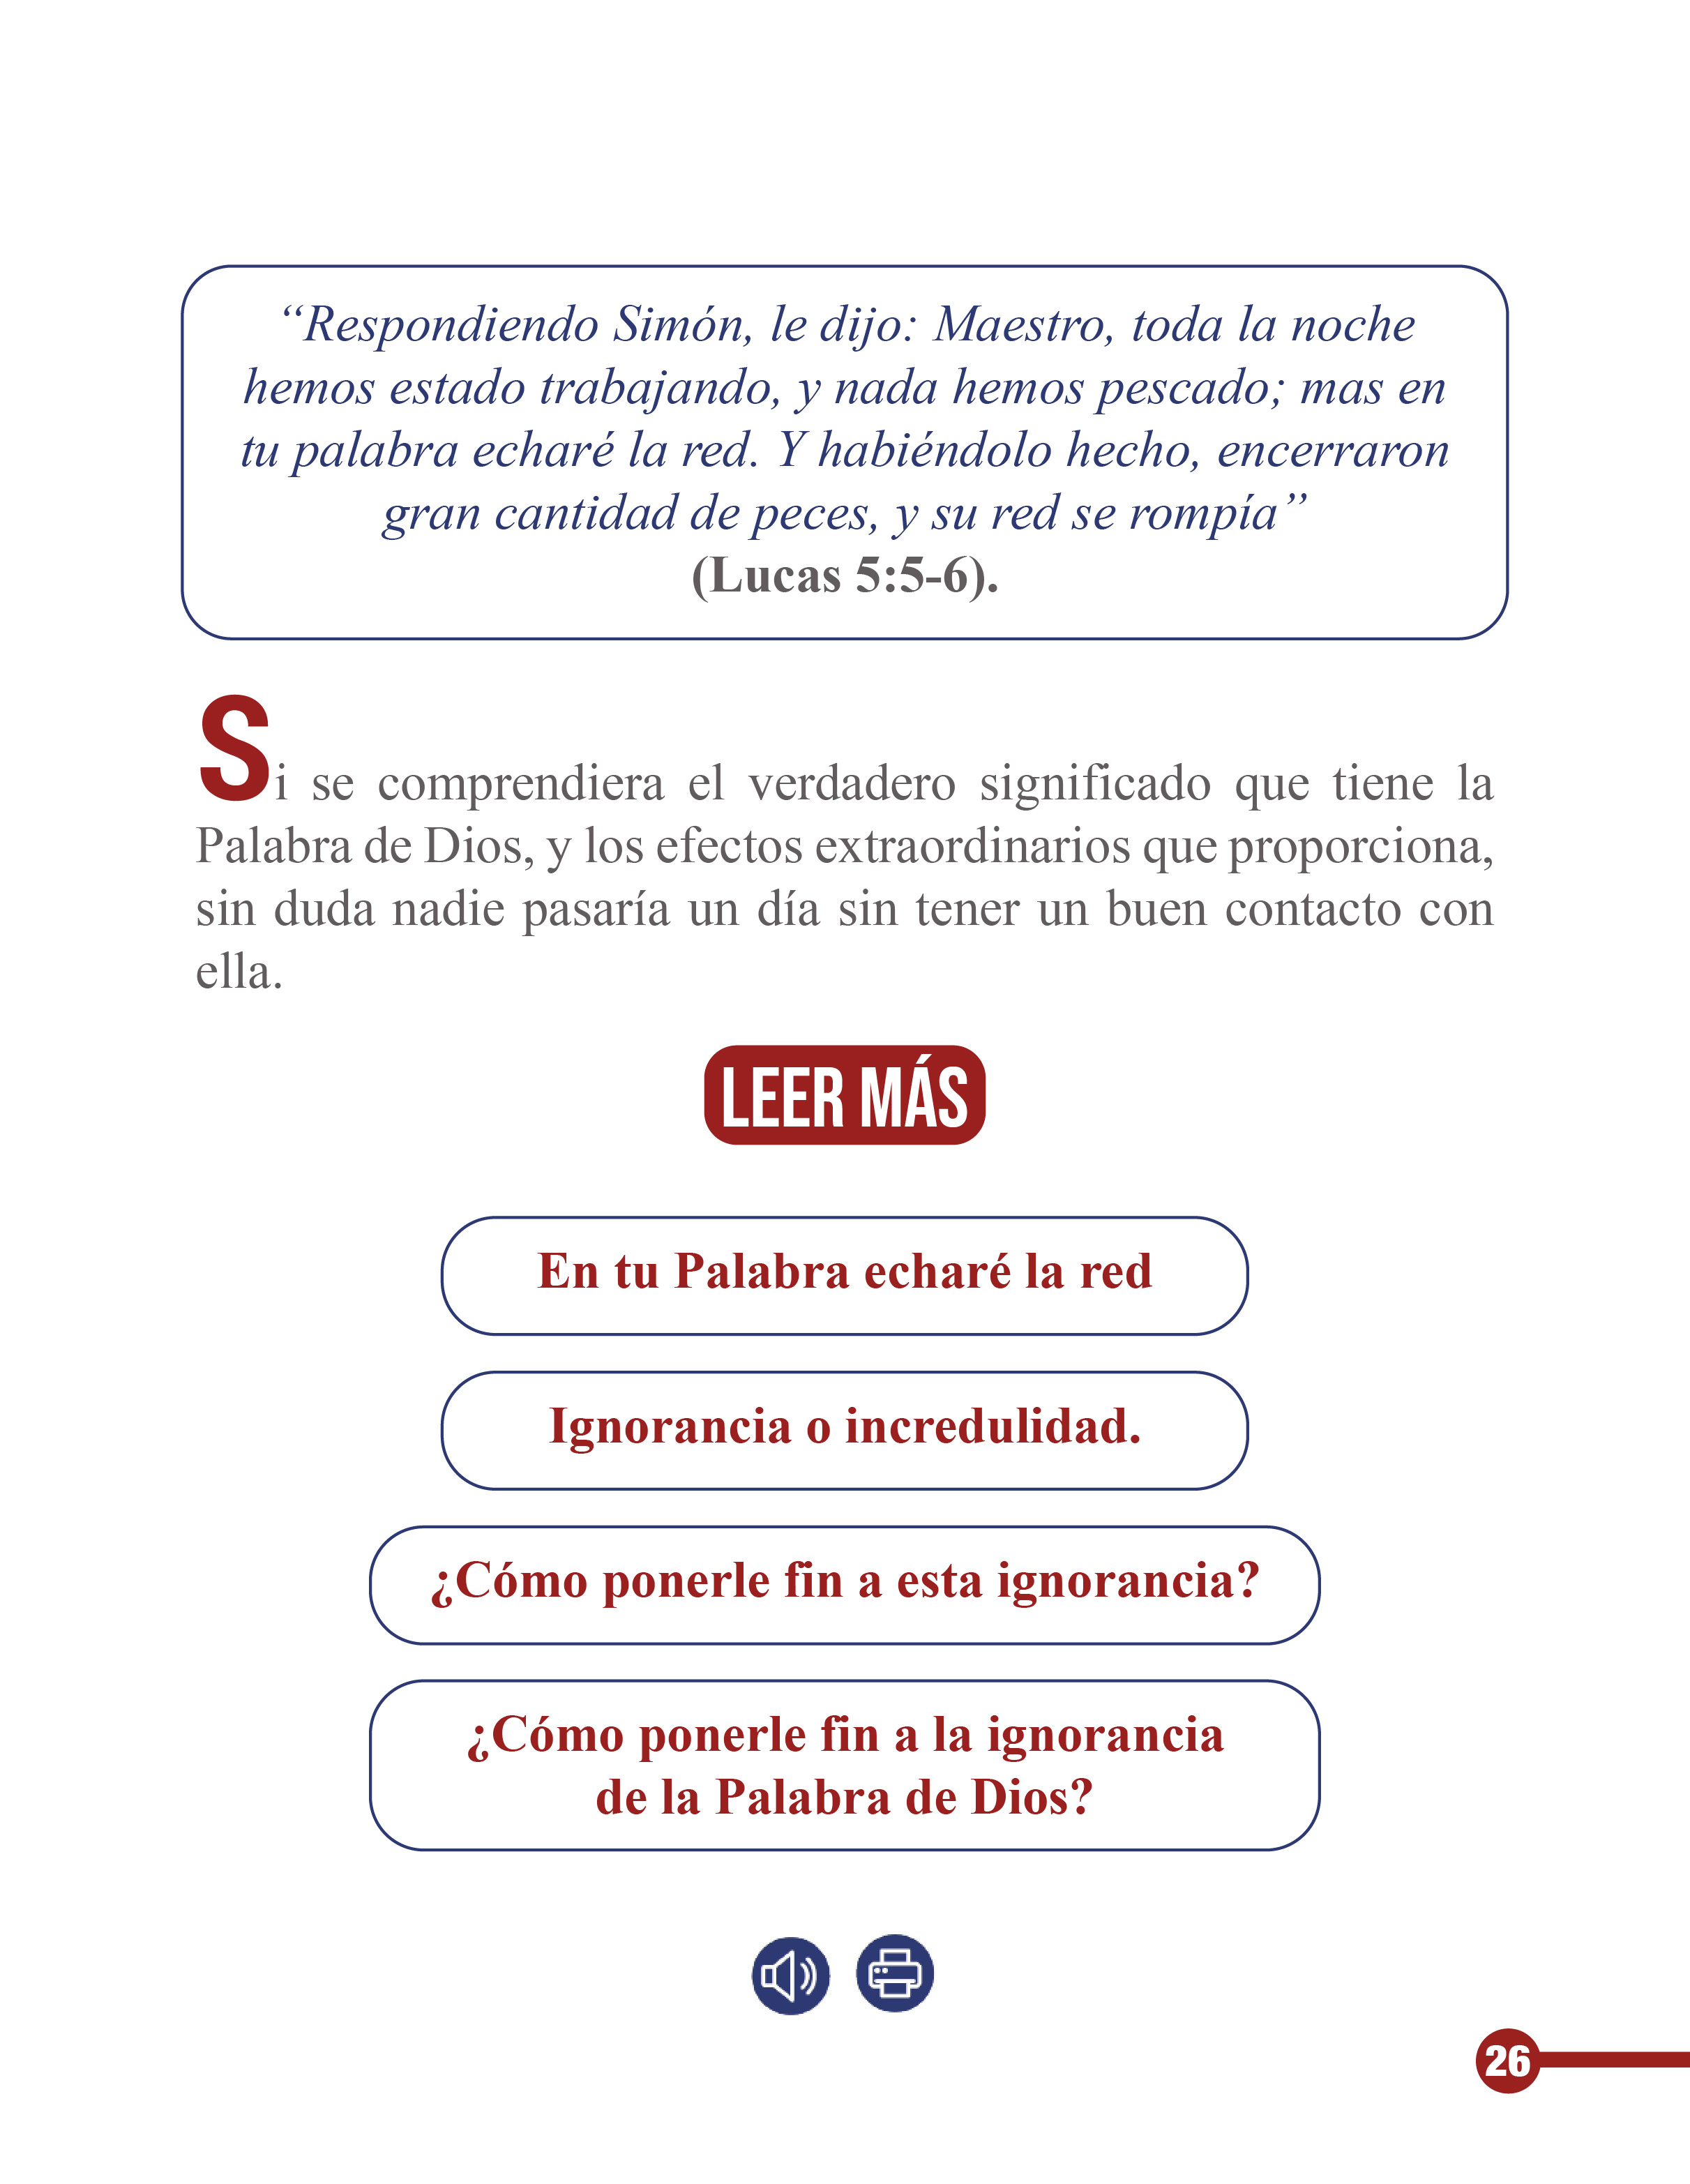 “Respondiendo Simón, le dijo: Maestro, toda la noche
hemos estado trabajando, y nada hemos pescado; mas en
tu palabra echaré la red. Y habiéndolo hecho, encerraron
gran cantidad de peces, y su red se rompía”
(Lucas 5:5-6).
Si se comprendiera el verdadero significado que tiene la
Palabra de Dios, y los efectos extraordinarios que proporciona,
sin duda nadie pasaría un día sin tener un buen contacto con
ella.
LEER MÁS
En tu Palabra echaré la red
Ignorancia o incredulidad.
¿Cómo ponerle fin a esta ignorancia?
¿Cómo ponerle fin a la ignorancia
de la Palabra de Dios?
26